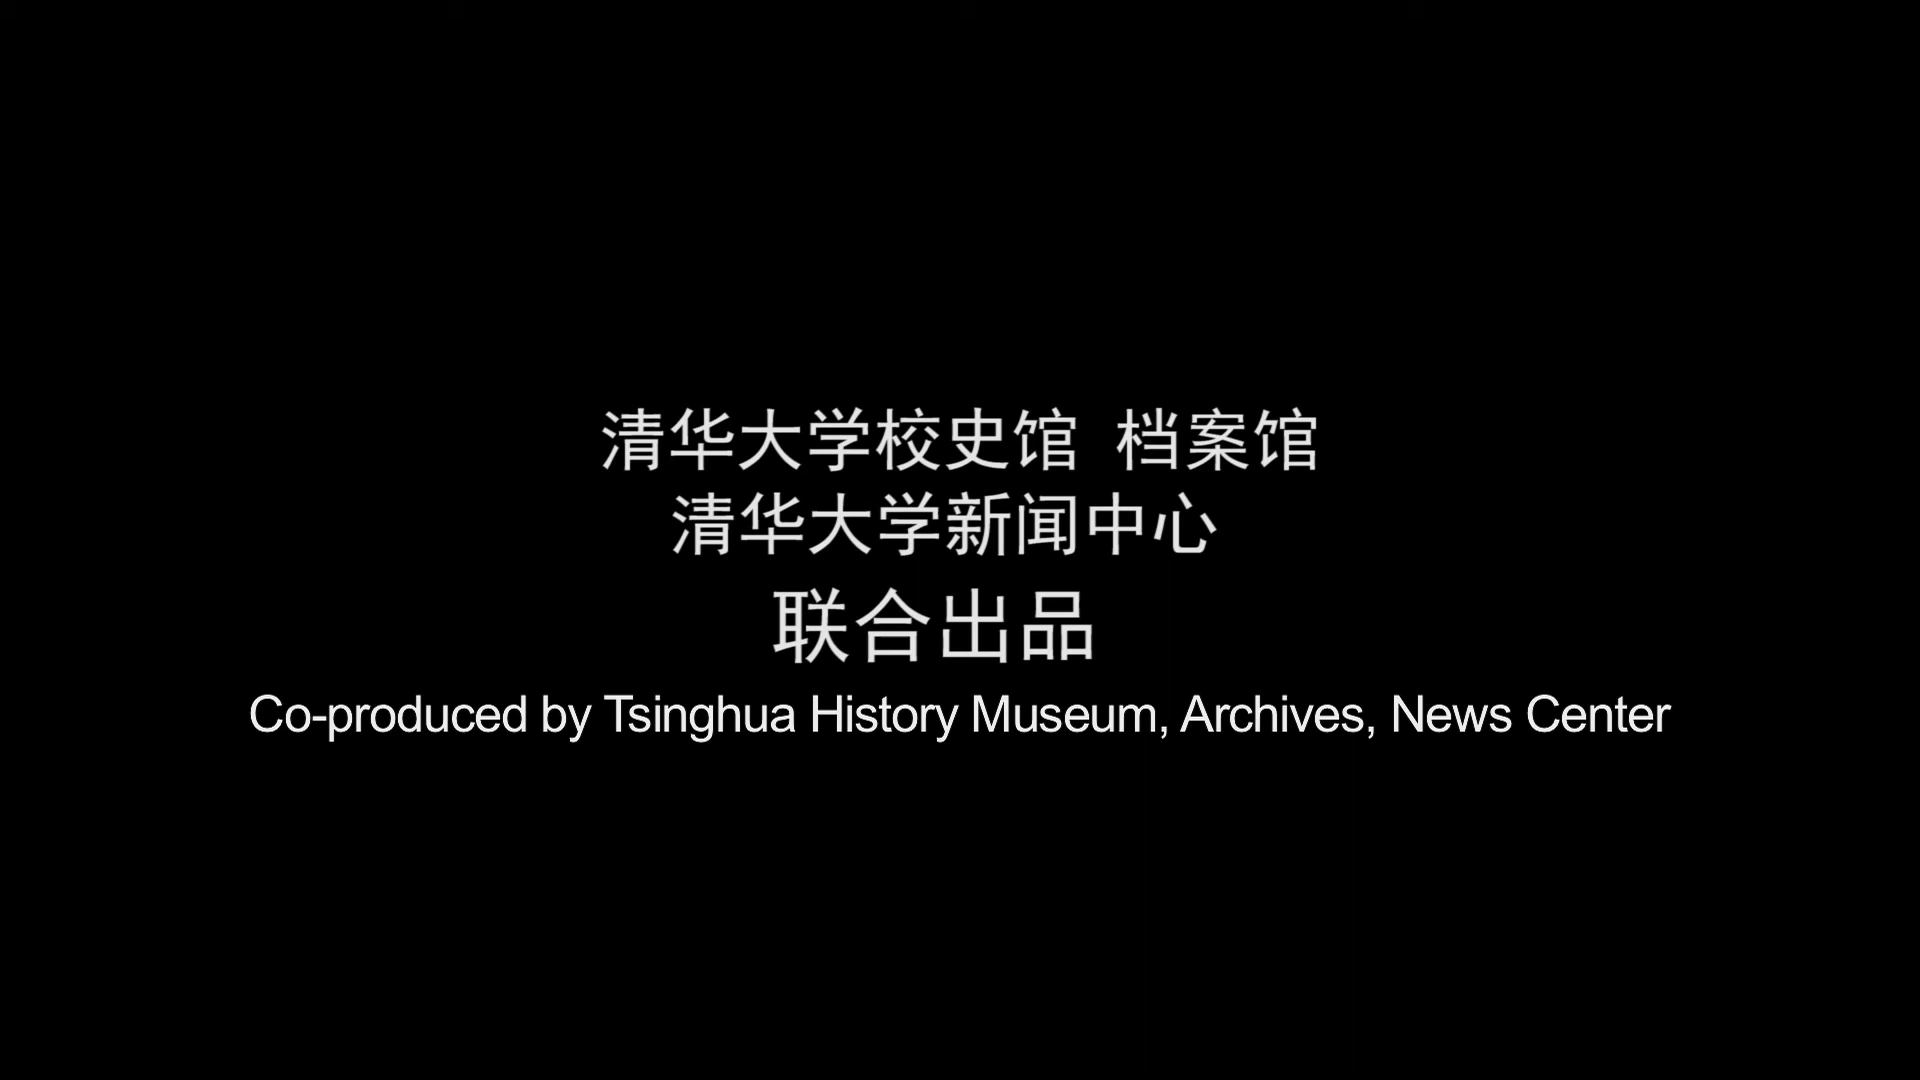 清华大学校史馆 档案馆
清华大学新闻中心
联合出品
Co-produced by Tsinghua History Museum, Archives, News Center